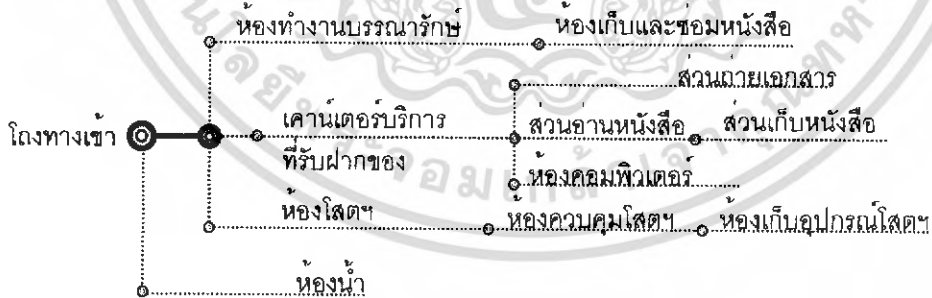 ห้องทำงานบรรณารักษ์ ห้องเก็บและซ่อมหนังสือ
ส่วนถ่ายเอกสาร
โถงทางเข้า เคาน์เตอร์บริการ ส่วนอ่านหนังสือ ส่วนเก็บหนังสือ
ที่รับฝากของ
ห้องคอมพิวเตอร์
ห้องโสตฯ ห้องควบคุมโสตฯ ห้องเก็บอุปกรณ์โสตฯ
ห้องน้ำ